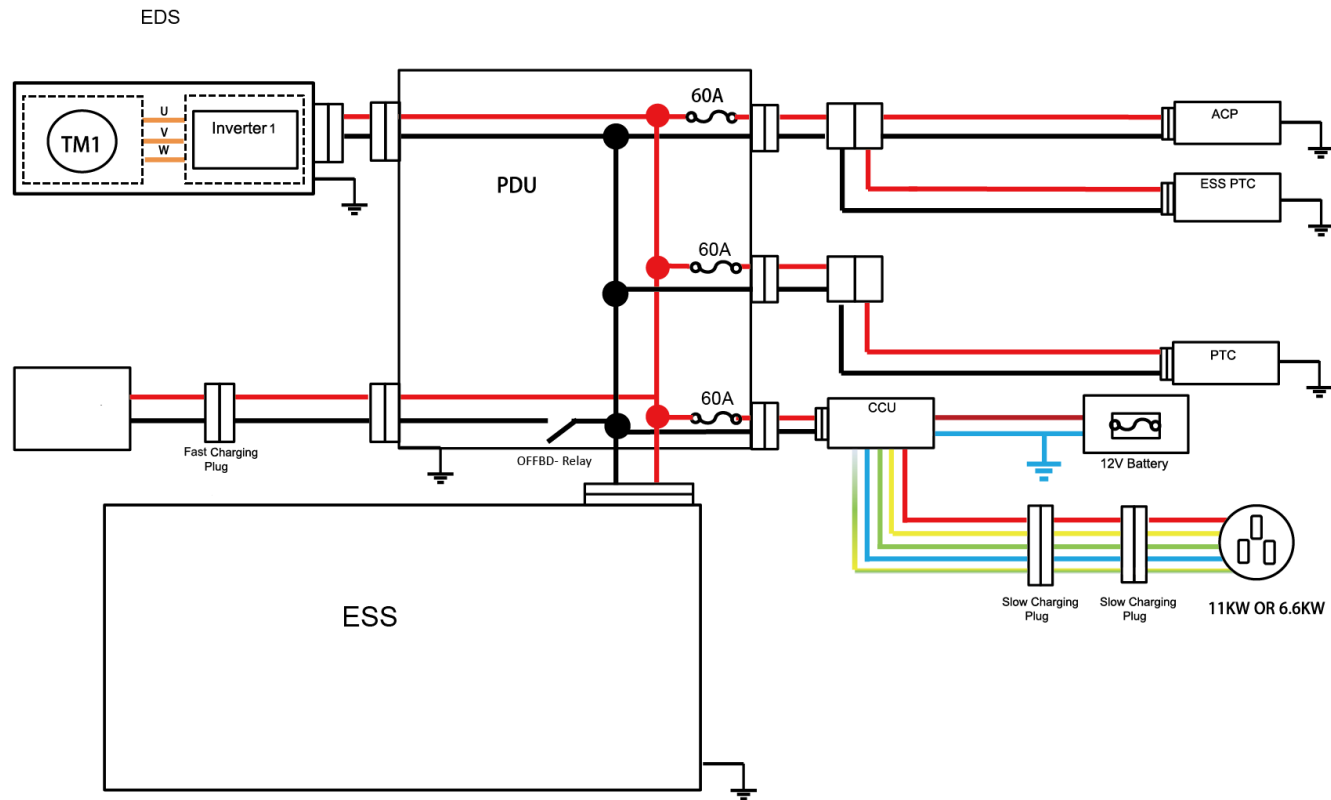 EDS
U
V
W
TM1
Inverter 1
PDU
60A
ACP
ESS PTC
60A
PTC
60A
CCU
12V Battery
Fast Charging
Plug
OFFBD- Relay
ESS
Slow Charging
Plug
Slow Charging
Plug
11KW OR 6.6KW